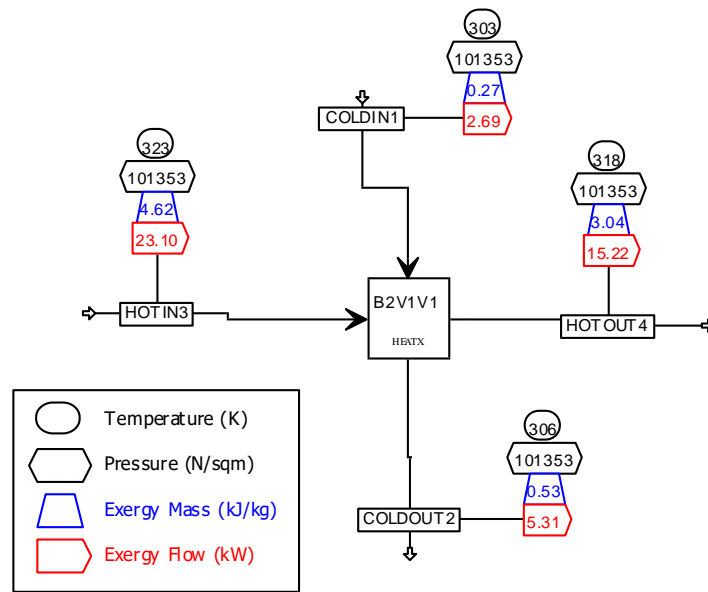 303
101353
0.27
2.69
COLDIN1
323
101353
4.62
23.10
HOTIN3
318
101353
3.04
15.22
HOTOUT4
B2V1V1
HEATX
306
101353
0.53
5.31
COLDOUT2
Temperature (K)
Pressure (N/sqm)
Exergy Mass (kJ/kg)
Exergy Flow (kW)